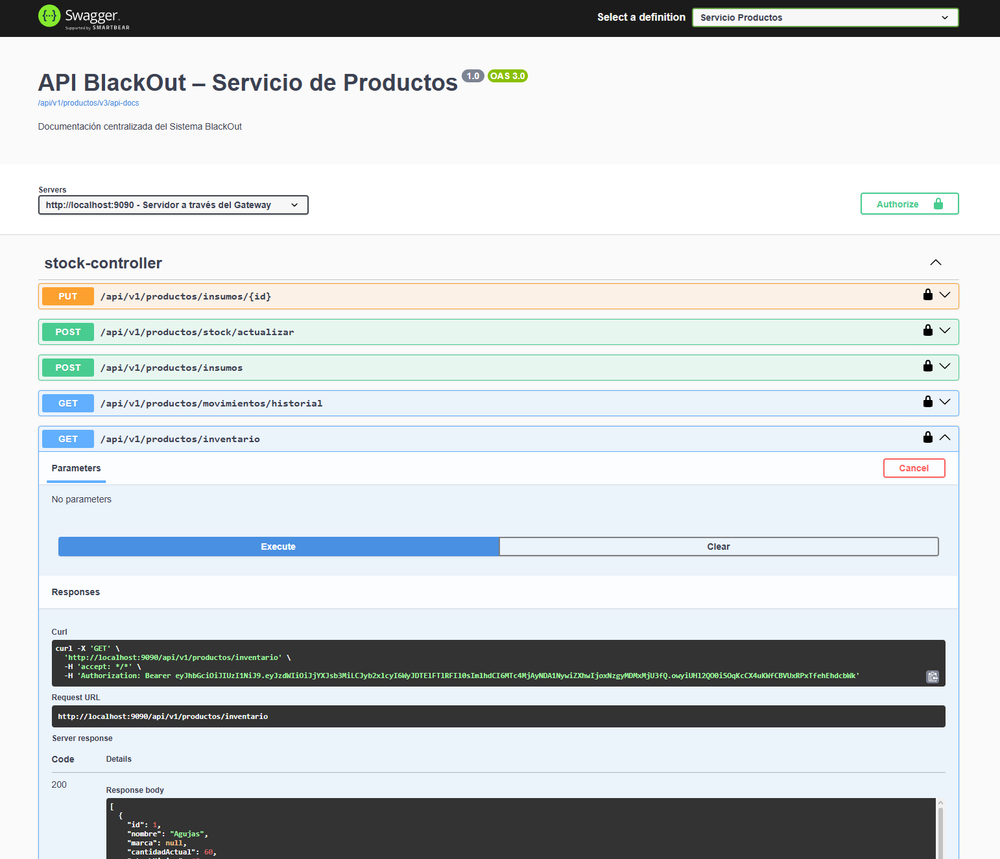 Swagger.
Supported by SMARTBEAR
Select a definition
Servicio Productos
API BlackOut – Servicio de Productos 1.0 OAS 3.0
/api/v1/productos/v3/api-docs
Documentación centralizada del Sistema BlackOut
Servers
http://localhost:9090 - Servidor a través del Gateway
Authorize
stock-controller
PUT /api/v1/productos/insumos/{id}
POST /api/v1/productos/stock/actualizar
POST /api/v1/productos/insumos
GET /api/v1/productos/movimientos/historial
GET /api/v1/productos/inventario
Parameters
Cancel
No parameters
Execute
Clear
Responses
Curl
curl -X 'GET' \
'http://localhost:9090/api/v1/productos/inventario' \
-H 'accept: */*' \
-H 'Authorization: Bearer
Request URL
http://localhost:9090/api/v1/productos/inventario
Server response
Code Details
200
Response body
[
{
"id": 1,
"nombre": "Agujas",
"marca": null,
"cantidadActual": 60,